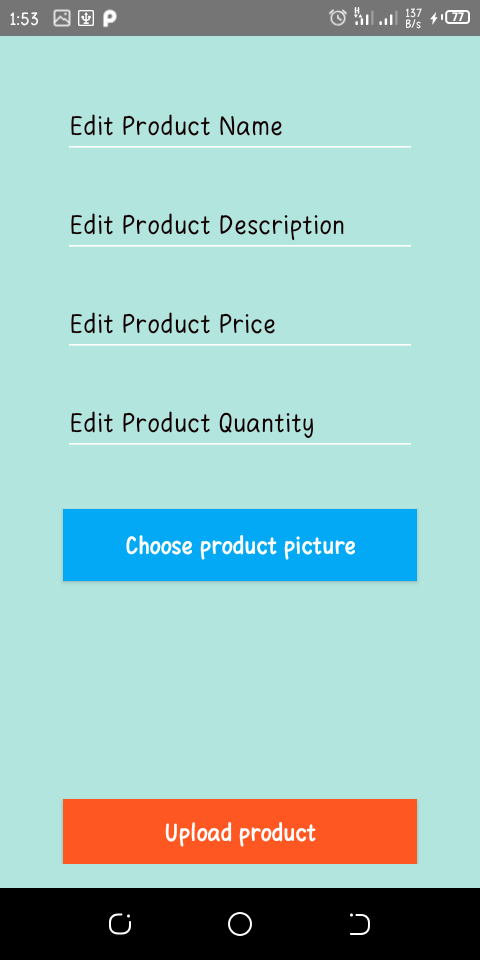 1:53
137
B/s
77
Edit Product Name
Edit Product Description
Edit Product Price
Edit Product Quantity
Choose product picture
Upload product